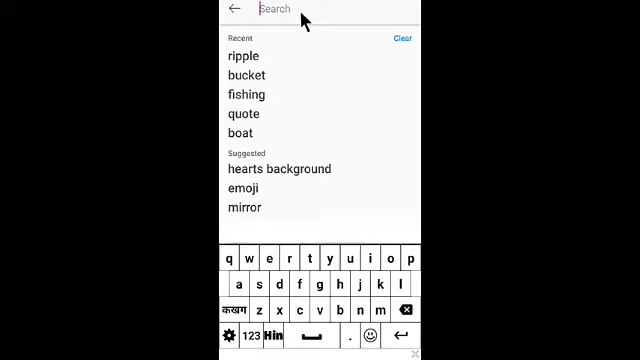 Search
Recent Clear
ripple
bucket
fishing
quote
boat
Suggested
hearts background
emoji
mirror
q w e r t y u i o p
a s d f g h j k l
कखग z x c v b n m
123 Hin .